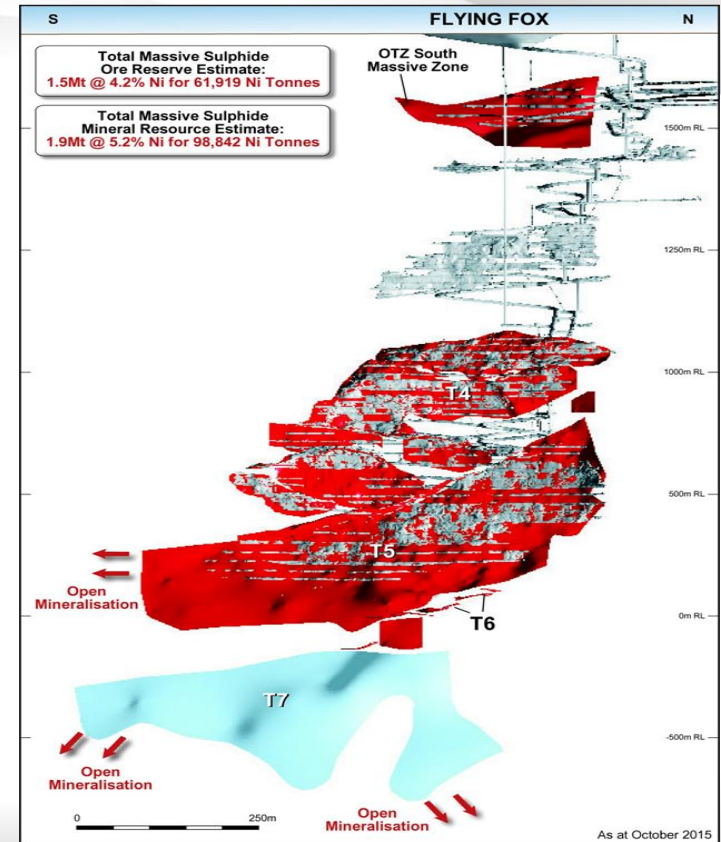 S
FLYING FOX
N
Total Massive Sulphide
Ore Reserve Estimate:
1.5Mt @ 4.2% Ni for 61,919 Ni Tonnes
Total Massive Sulphide
Mineral Resource Estimate:
1.9Mt @ 5.2% Ni for 98,842 Ni Tonnes
OTZ South
Massive Zone
1500m RL
1250m RL
1000m RL
T4
500m RL
T5
Open
Mineralisation
0m RL
T6
T7
-500m RL
Open
Mineralisation
0
250m
Open
Mineralisation
As at October 2015